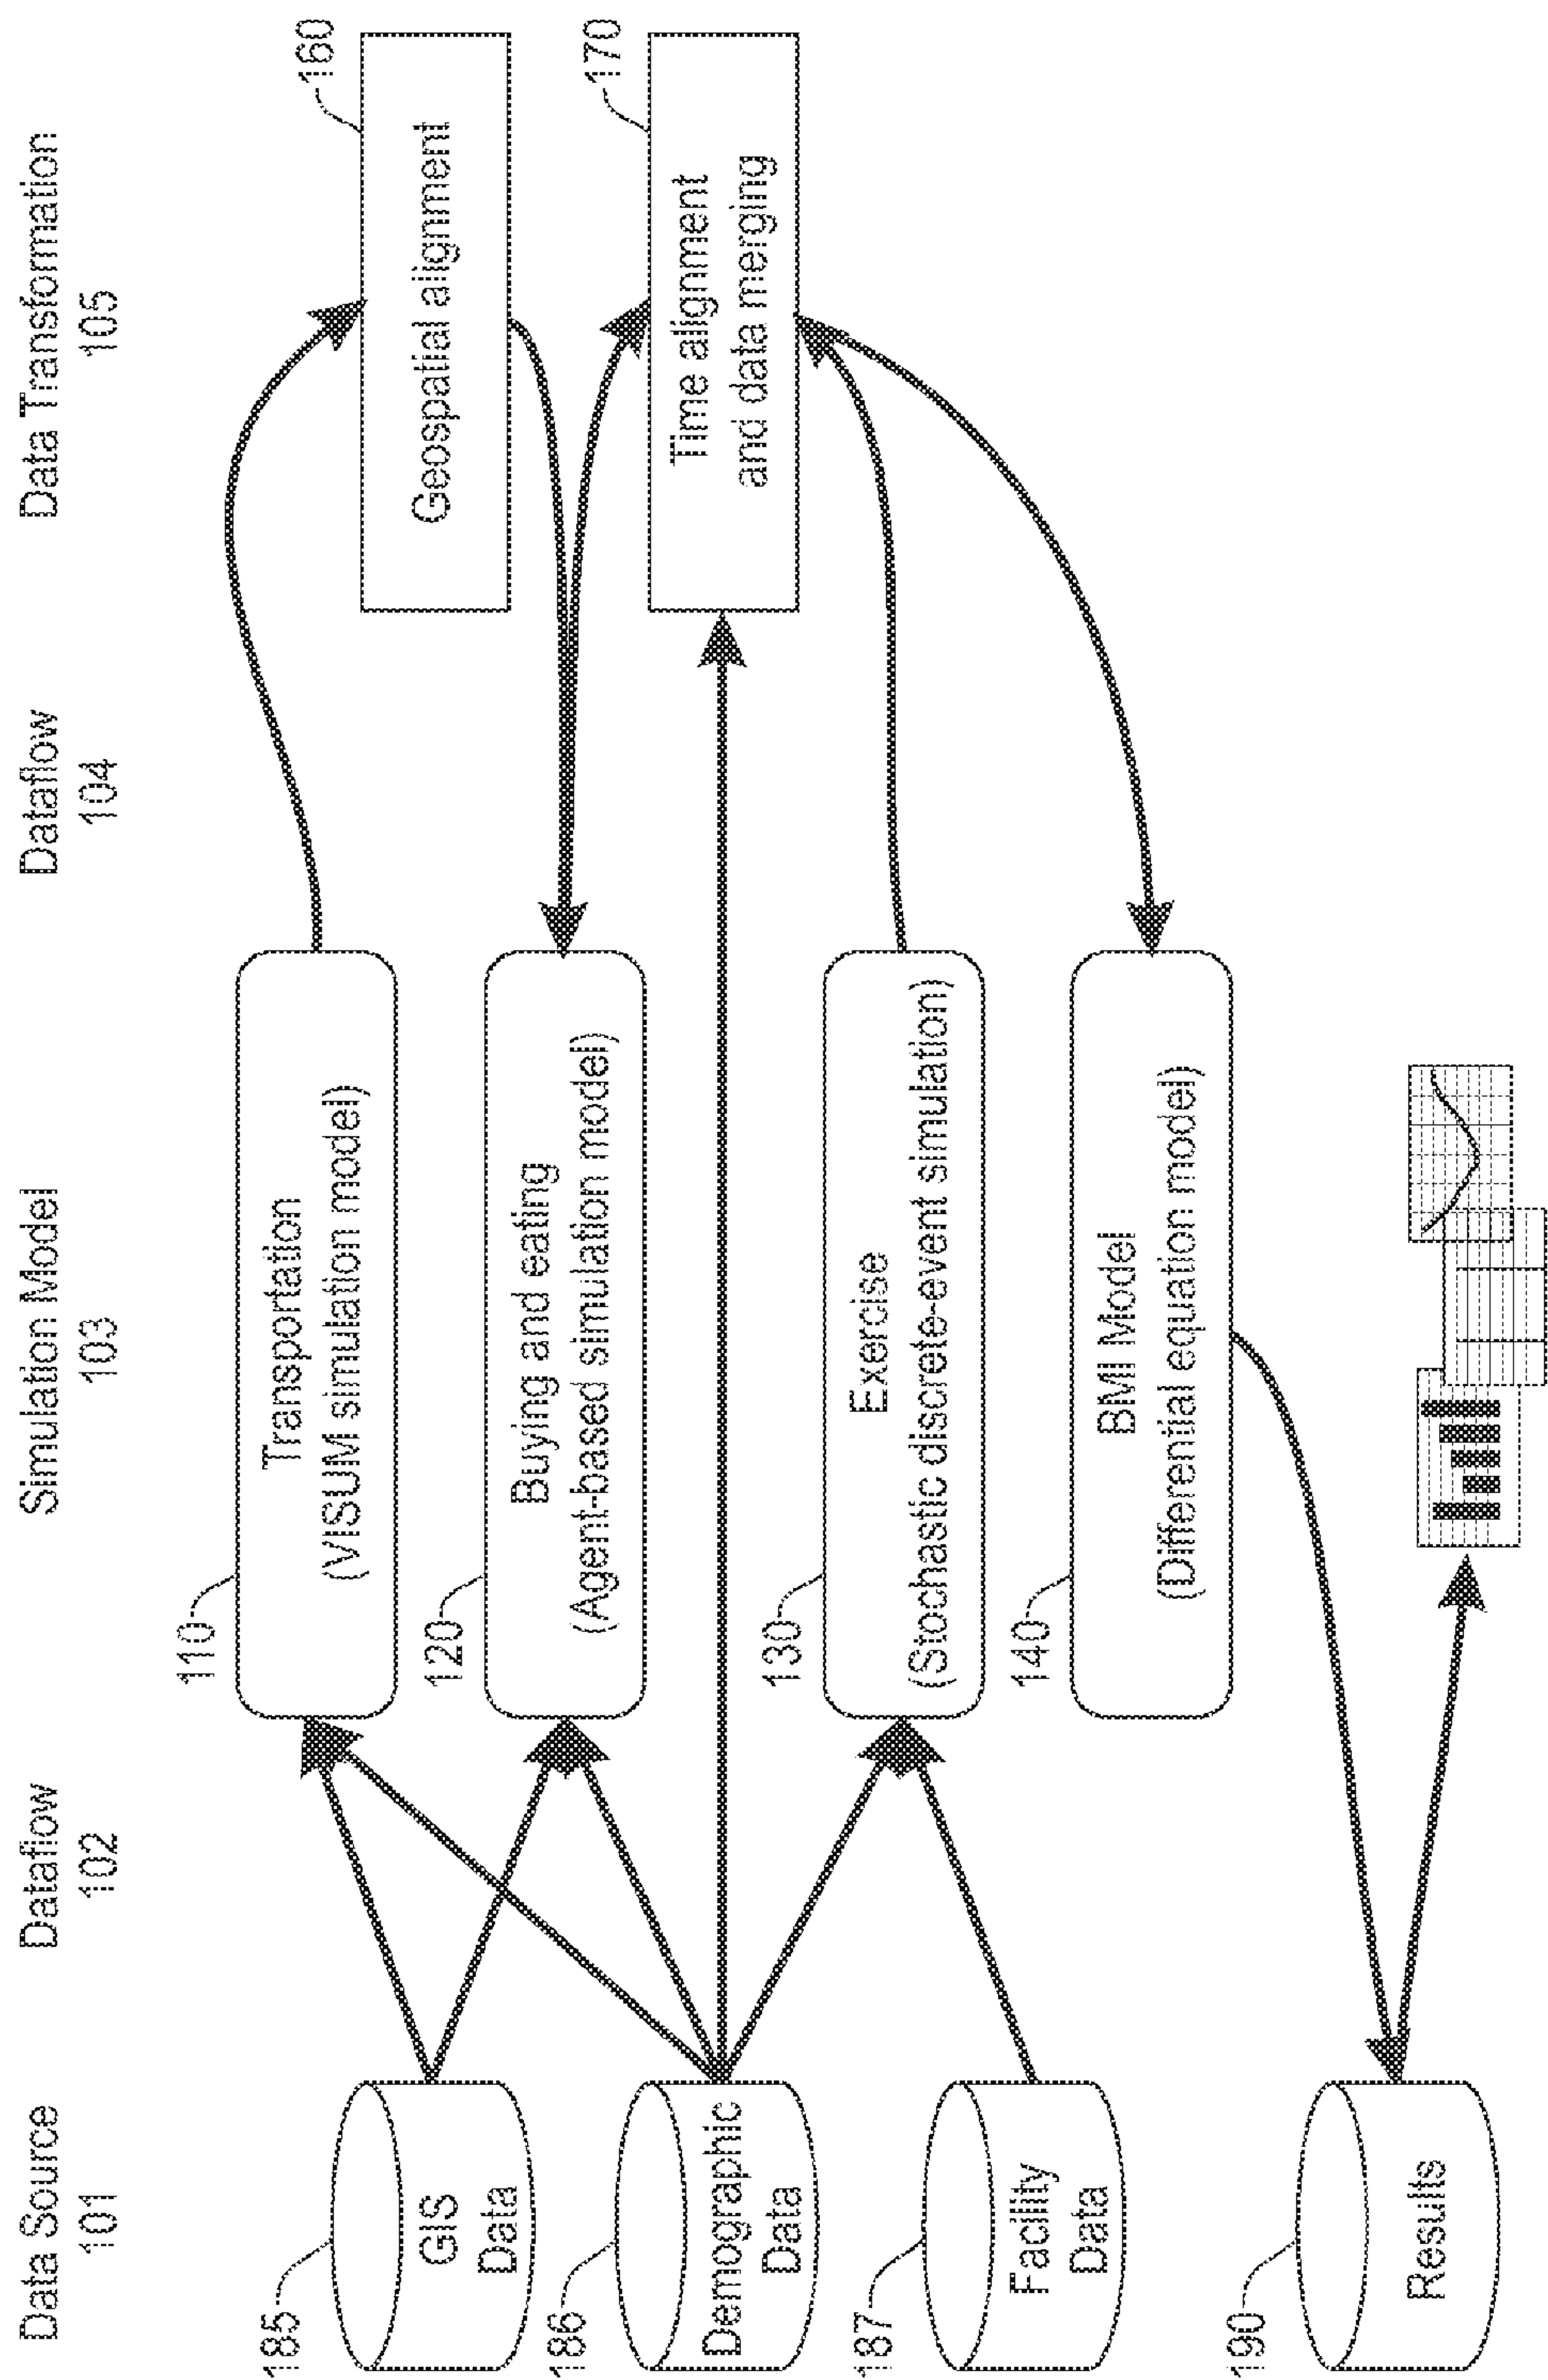 Data Source
101
Dataflow
102
Simulation Model
103
Dataflow
104
Data Transformation
105
185
GIS
Data
186
Demographic
Data
187
Facility
Data
190
Results
110
Transportation
(VISUM simulation model)
120
Buying and eating
(Agent-based simulation model)
130
Exercise
(Stochastic discrete-event simulation)
140
BMI Model
(Differential equation model)
160
Geospatial alignment
170
Time alignment
and data merging